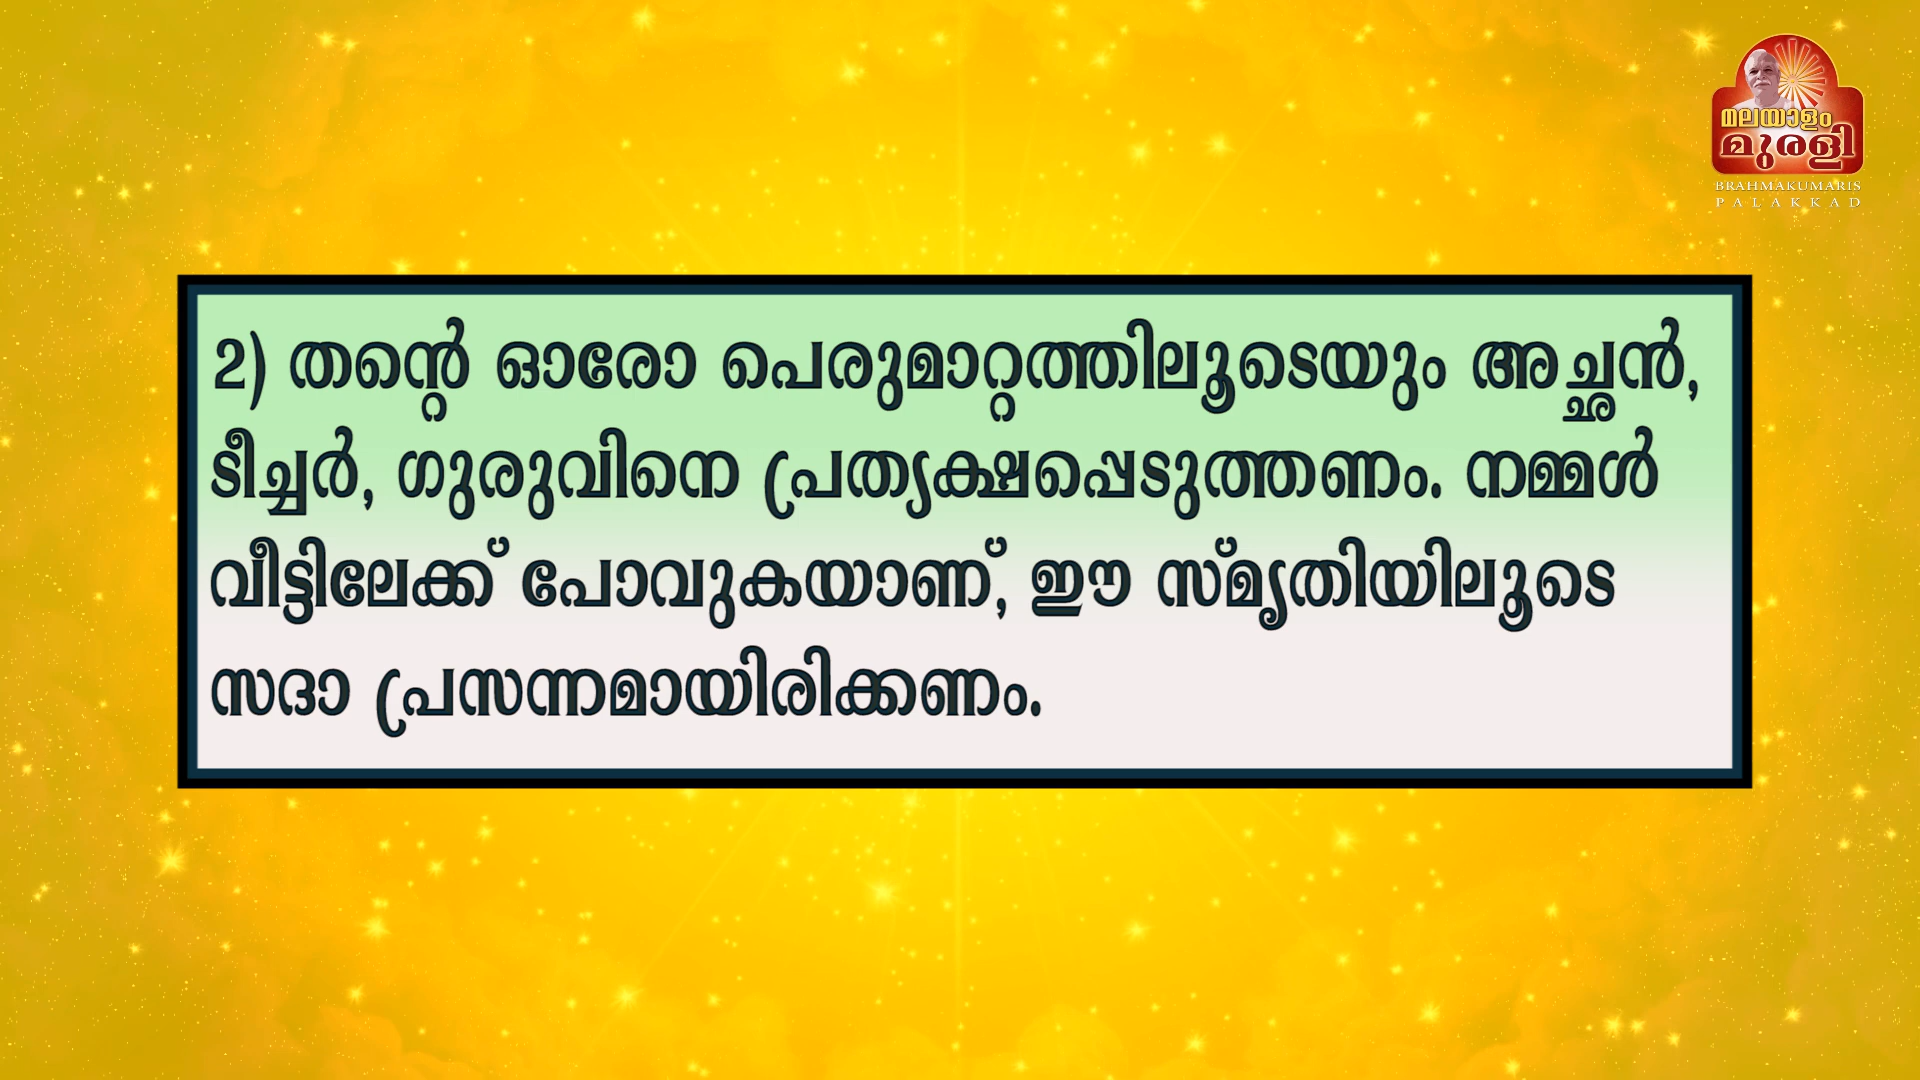 മലയാളം
മുരളി
BRAHMAKUMARIS
PALAKKAD
2) തന്റെ ഓരോ പെരുമാറ്റത്തിലൂടെയും അച്ഛൻ,
ടീച്ചർ, ഗുരുവിനെ പ്രത്യക്ഷപ്പെടുത്തണം. നമ്മൾ
വീട്ടിലേക്ക് പോവുകയാണ്, ഈ സ്മൃതിയിലൂടെ
സദാ പ്രസന്നമായിരിക്കണം.